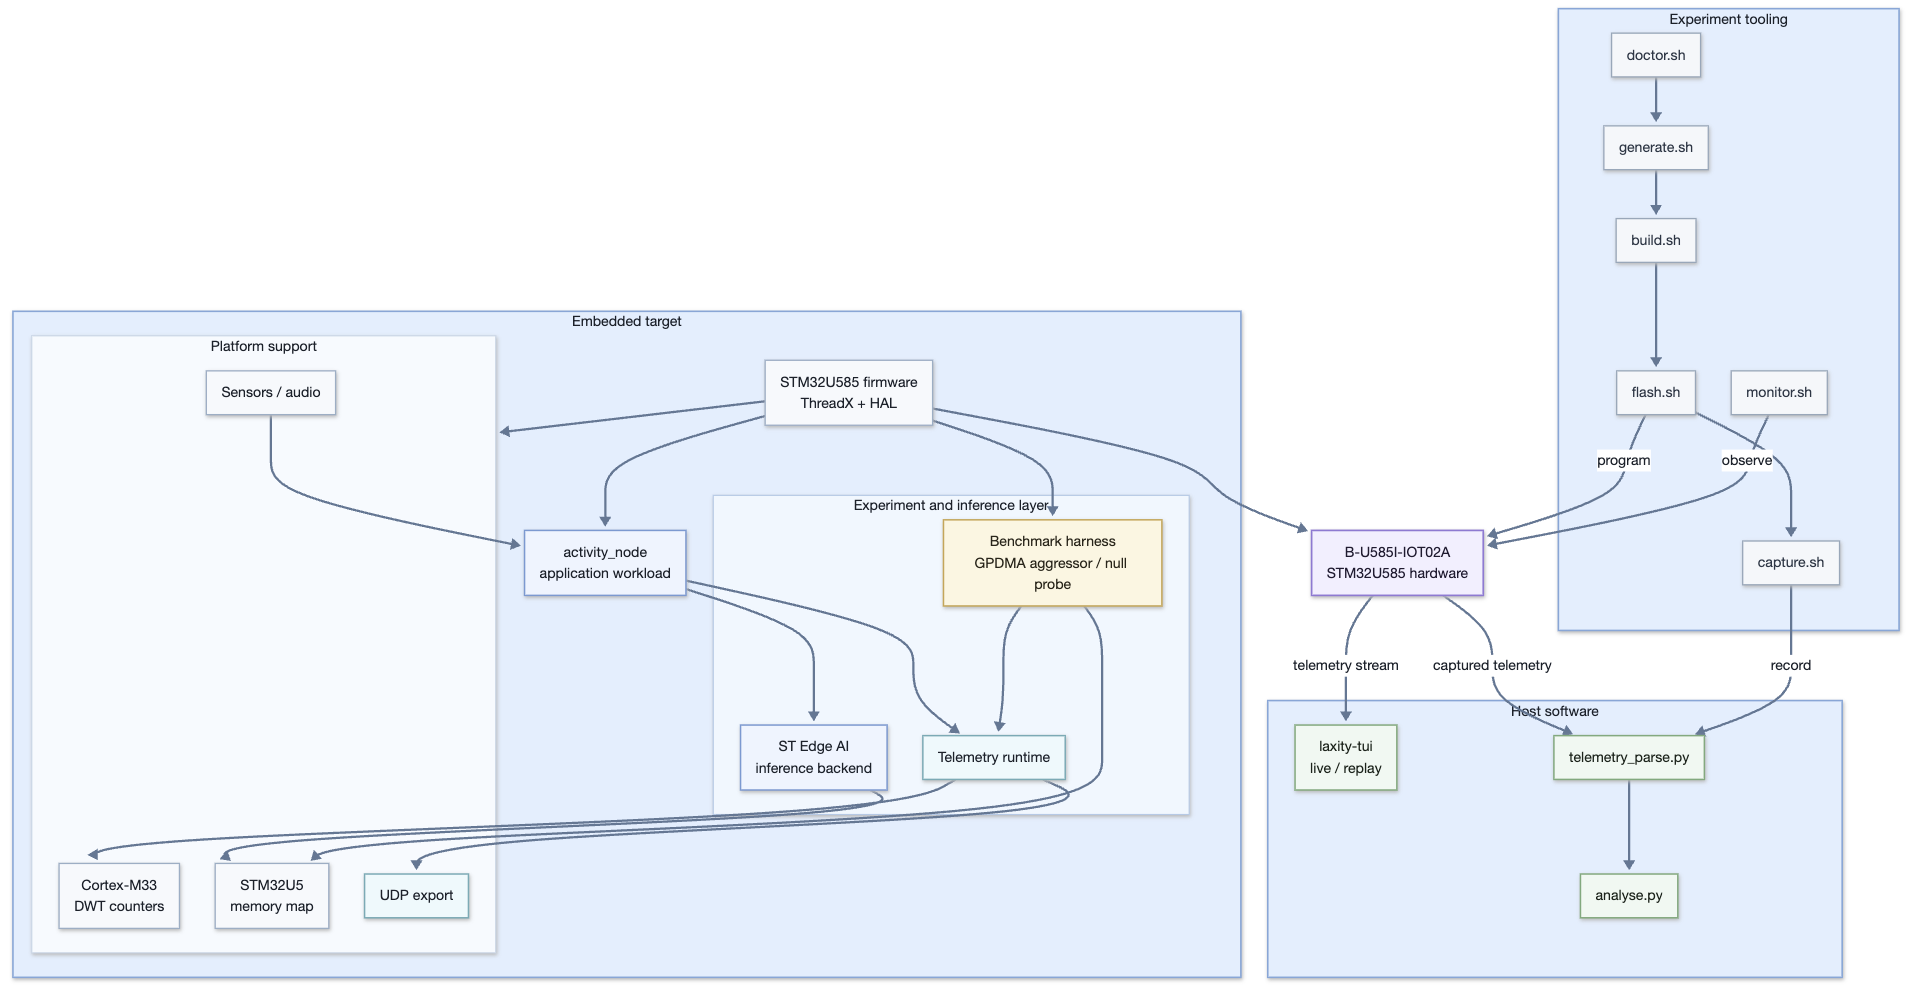 Experiment tooling
doctor.sh
generate.sh
build.sh
flash.sh
monitor.sh
program
observe
capture.sh
record
Embedded target
Platform support
Sensors / audio
STM32U585 firmware
ThreadX + HAL
activity_node
application workload
Experiment and inference layer
Benchmark harness
GPDMA aggressor / null
probe
ST Edge AI
inference backend
Telemetry runtime
Cortex-M33
DWT counters
STM32U5
memory map
UDP export
B-U585I-IOT02A
STM32U585 hardware
telemetry stream
captured telemetry
Host software
laxity-tui
live / replay
telemetry_parse.py
analyse.py